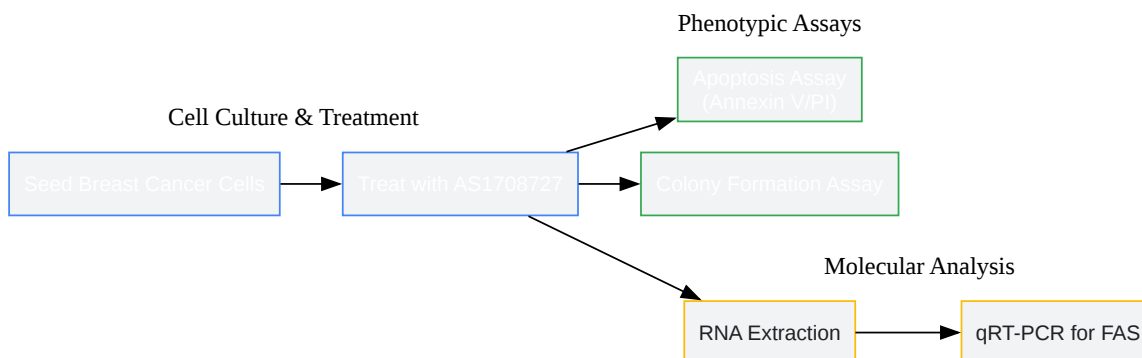 Phenotypic Assays
Apoptosis Assay
(Annexin V/PI)
Cell Culture & Treatment
Seed Breast Cancer Cells
Treat with AS1708727
Colony Formation Assay
Molecular Analysis
RNA Extraction
qRT-PCR for FAS